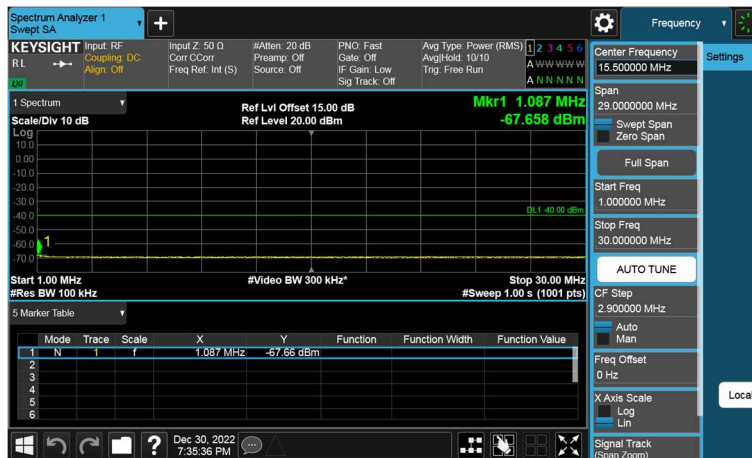 Spectrum Analyzer 1
Swept SA
Frequency
KEYSIGHT
RL
LXI
Input: RF
Coupling: DC
Align: Off
Input Z: 50 Ω
Corr CCorr
Freq Ref: Int (S)
#Atten: 20 dB
Preamp: Off
Source: Off
PNO: Fast
Gate: Off
IF Gain: Low
Sig Track: Off
Avg Type: Power (RMS)
Avg|Hold: 10/10
Trig: Free Run
1 2 3 4 5 6
A W W W W W
A N N N N N
1 Spectrum
Scale/Div 10 dB
Ref Lvl Offset 15.00 dB
Ref Level 20.00 dBm
Mkr1 1.087 MHz
-67.658 dBm
Log
10.0
0.00
-10.0
-20.0
-30.0
-40.0
-50.0
-60.0
-70.0
DL1 -40.00 dBm
1
Start 1.00 MHz
#Res BW 100 kHz
#Video BW 300 kHz*
Stop 30.00 MHz
#Sweep 1.00 s (1001 pts)
5 Marker Table
Mode Trace Scale X Y Function Function Width Function Value
1 N 1 f 1.087 MHz -67.66 dBm
2
3
4
5
6
?
Dec 30, 2022
7:35:36 PM
Center Frequency
15.500000 MHz
Settings
Span
29.0000000 MHz
Swept Span
Zero Span
Full Span
Start Freq
1.000000 MHz
Stop Freq
30.000000 MHz
AUTO TUNE
CF Step
2.900000 MHz
Auto
Man
Freq Offset
0 Hz
X Axis Scale
Log
Lin
Local
Signal Track
(Span Zoom)